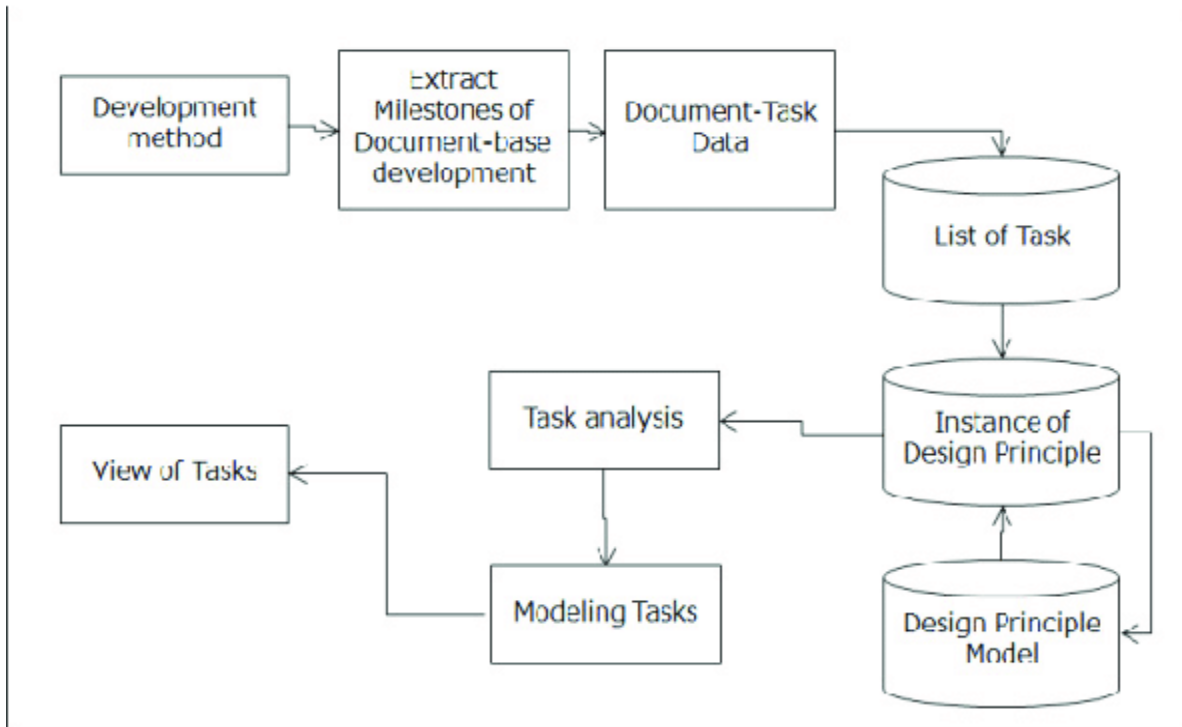 Development
method
Extract
Milestones of
Document-base
development
Document-Task
Data
List of Task
Instance of
Design Principle
Task analysis
View of Tasks
Modeling Tasks
Design Principle
Model